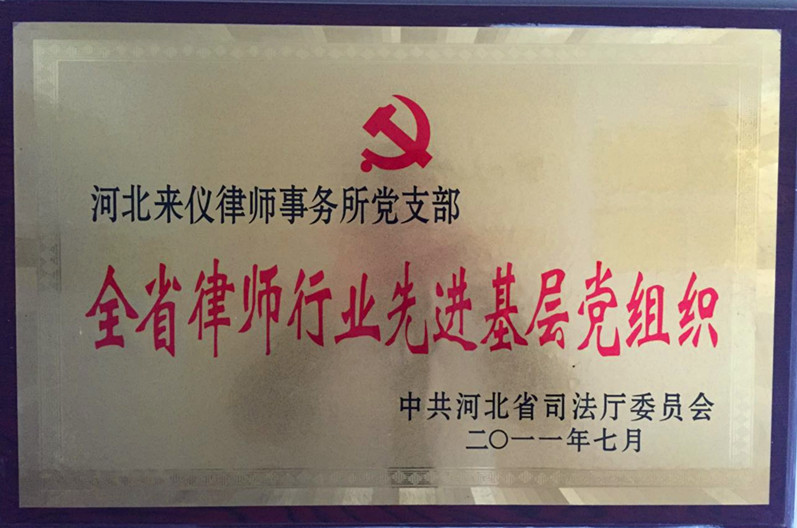 河北来仪律师事务所党支部
全省律师行业先进基层党组织
中共河北省司法厅委员会
二〇一一年七月